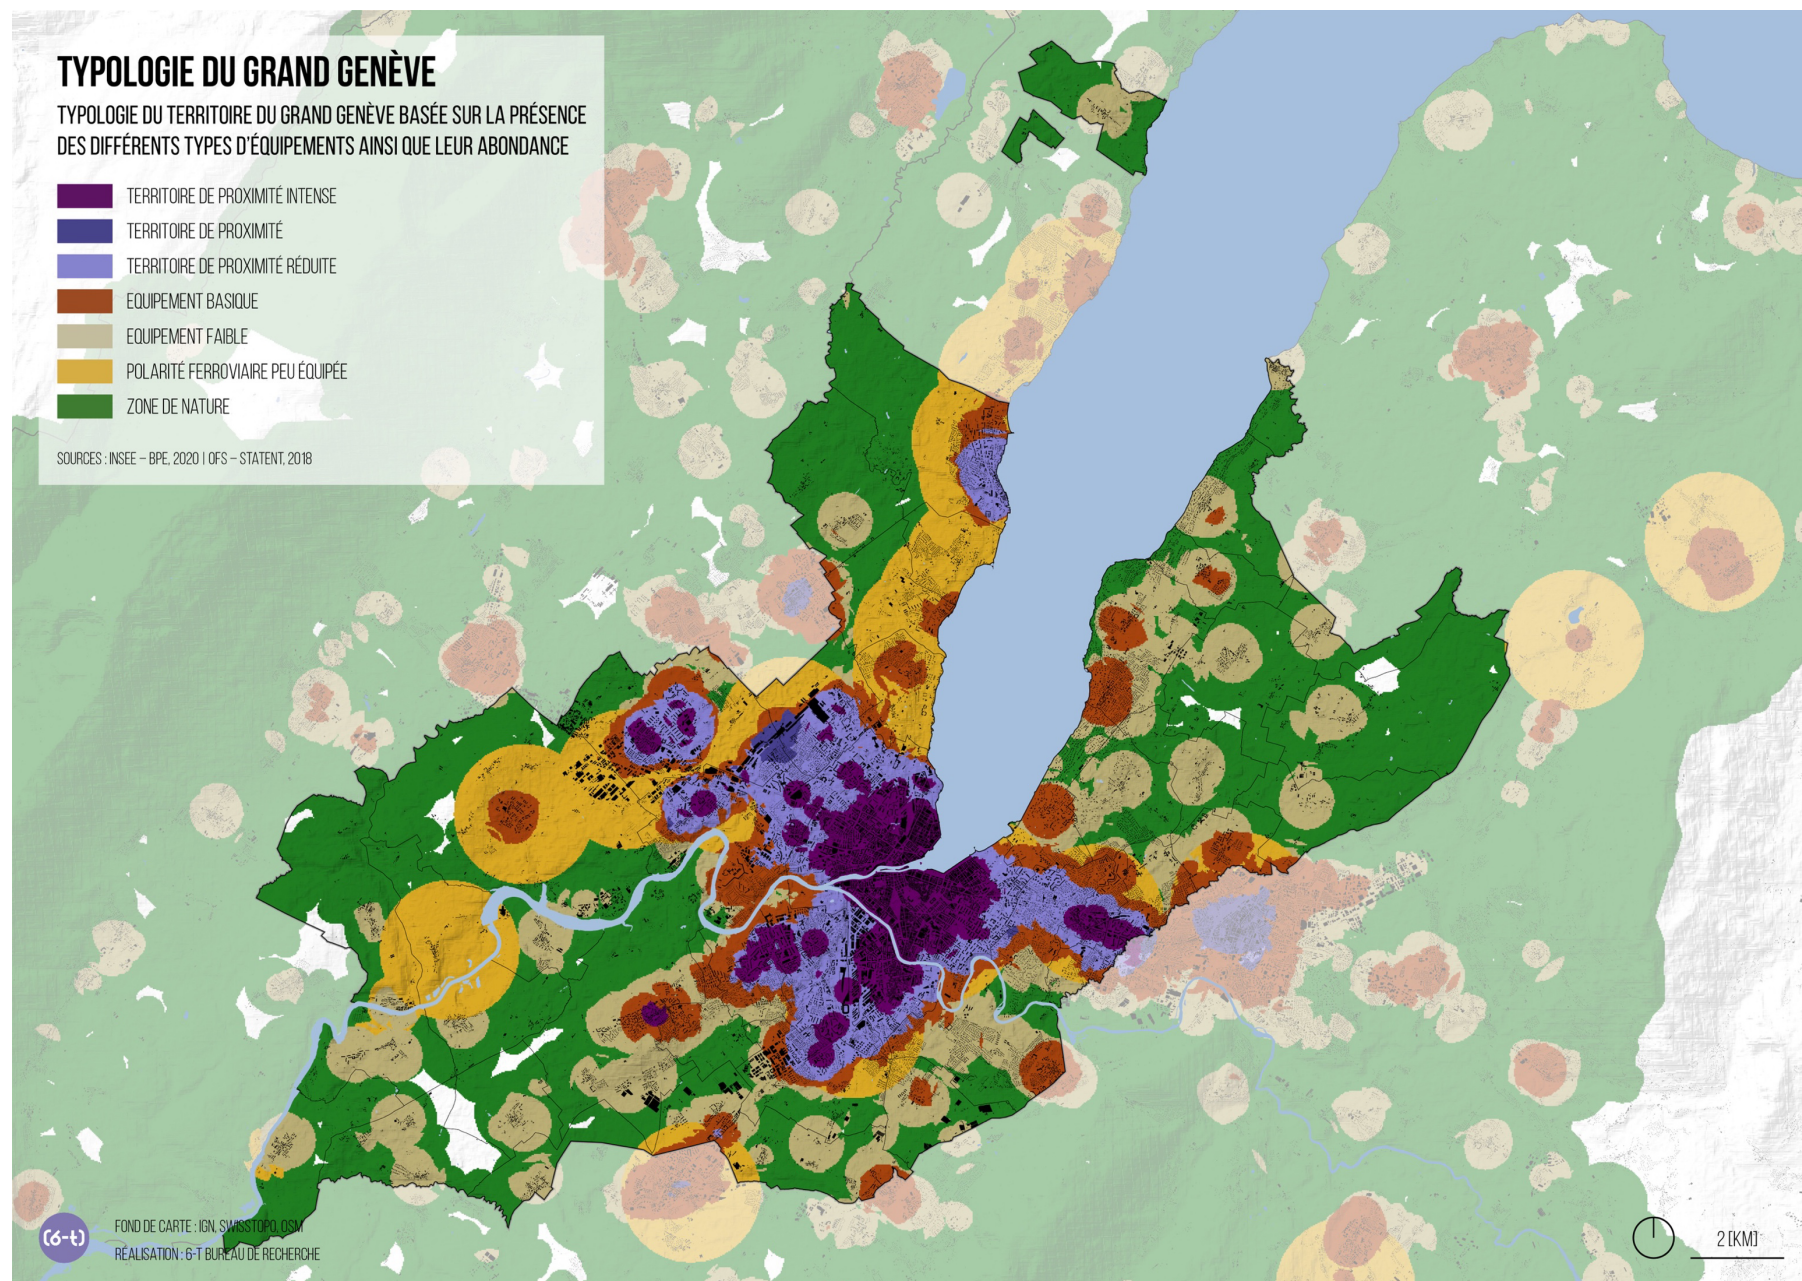 TYPOLOGIE DU GRAND GENÈVE
TYPOLOGIE DU TERRITOIRE DU GRAND GENÈVE BASÉE SUR LA PRÉSENCE
DES DIFFÉRENTS TYPES D'ÉQUIPEMENTS AINSI QUE LEUR ABONDANCE
TERRITOIRE DE PROXIMITÉ INTENSE
TERRITOIRE DE PROXIMITÉ
TERRITOIRE DE PROXIMITÉ RÉDUITE
EQUIPEMENT BASIQUE
EQUIPEMENT FAIBLE
POLARITÉ FERROVIAIRE PEU ÉQUIPÉE
ZONE DE NATURE
SOURCES : INSEE – BPE, 2020 | OFS – STATENT, 2018
(6-t)
FOND DE CARTE : IGN, SWISSTOPO, OSM
RÉALISATION : 6-T BUREAU DE RECHERCHE
2 [KM]